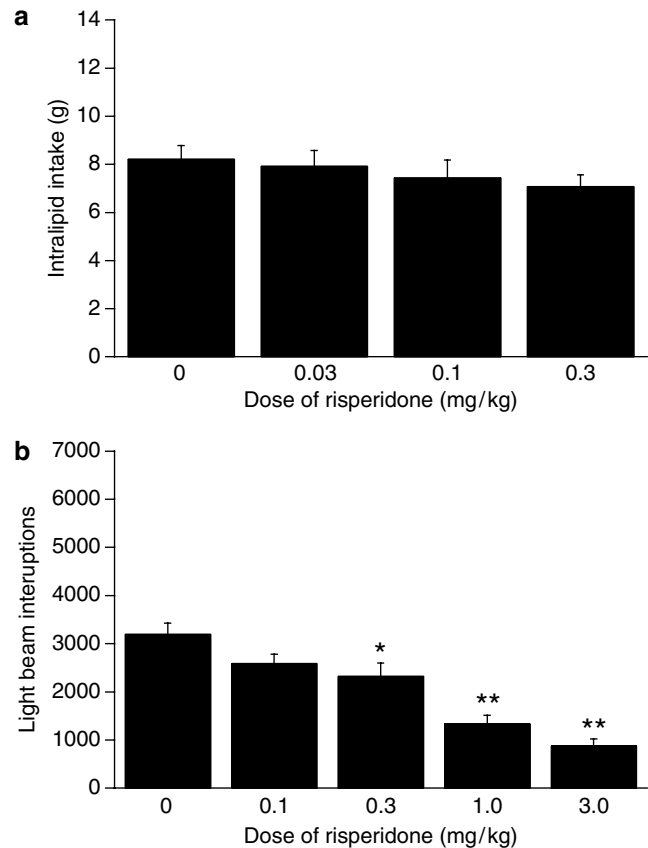 a
14
12
10
8
6
4
2
0
Intralipid intake (g)
0 0.03 0.1 0.3
Dose of risperidone (mg/kg)
b
7000
6000
5000
4000
3000
2000
1000
0
Light beam interuptions
* ** **
0 0.1 0.3 1.0 3.0
Dose of risperidone (mg/kg)